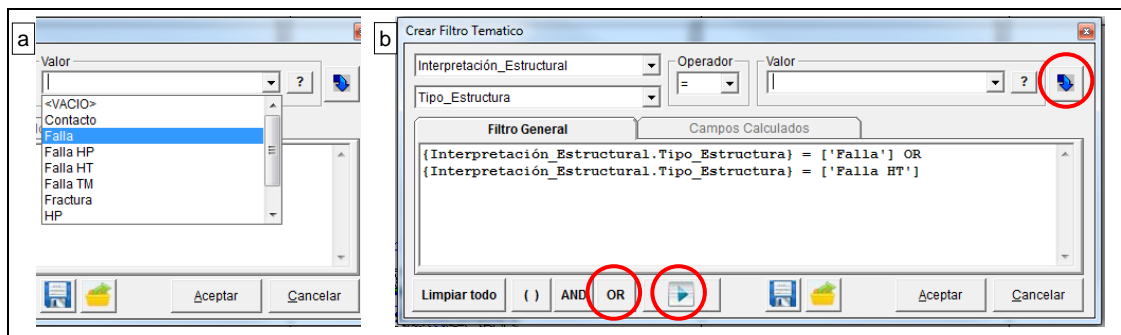 a
Valor
?
<VACIO>
Contacto
Falla
Falla HP
Falla HT
Falla TM
Fractura
HP
Aceptar
Cancelar
b
Crear Filtro Tematico
Interpretación_Estructural
Operador
Valor
=
?
Tipo_Estructura
Filtro General
Campos Calculados
{Interpretación_Estructural.Tipo_Estructura} = ['Falla'] OR
{Interpretación_Estructural.Tipo_Estructura} = ['Falla HT']
Limpiar todo
( )
AND
OR
Aceptar
Cancelar